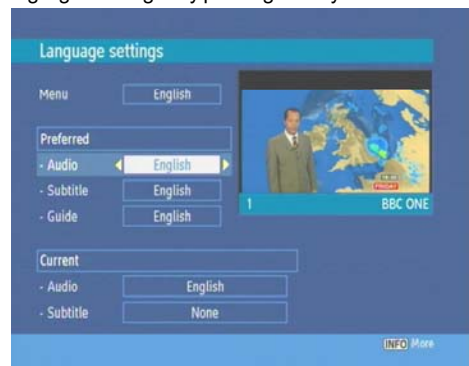 Language settings
Menu English
Preferred
- Audio English
- Subtitle English
- Guide English
1 BBC ONE
FRIDAY
Current
- Audio English
- Subtitle None
INFO More